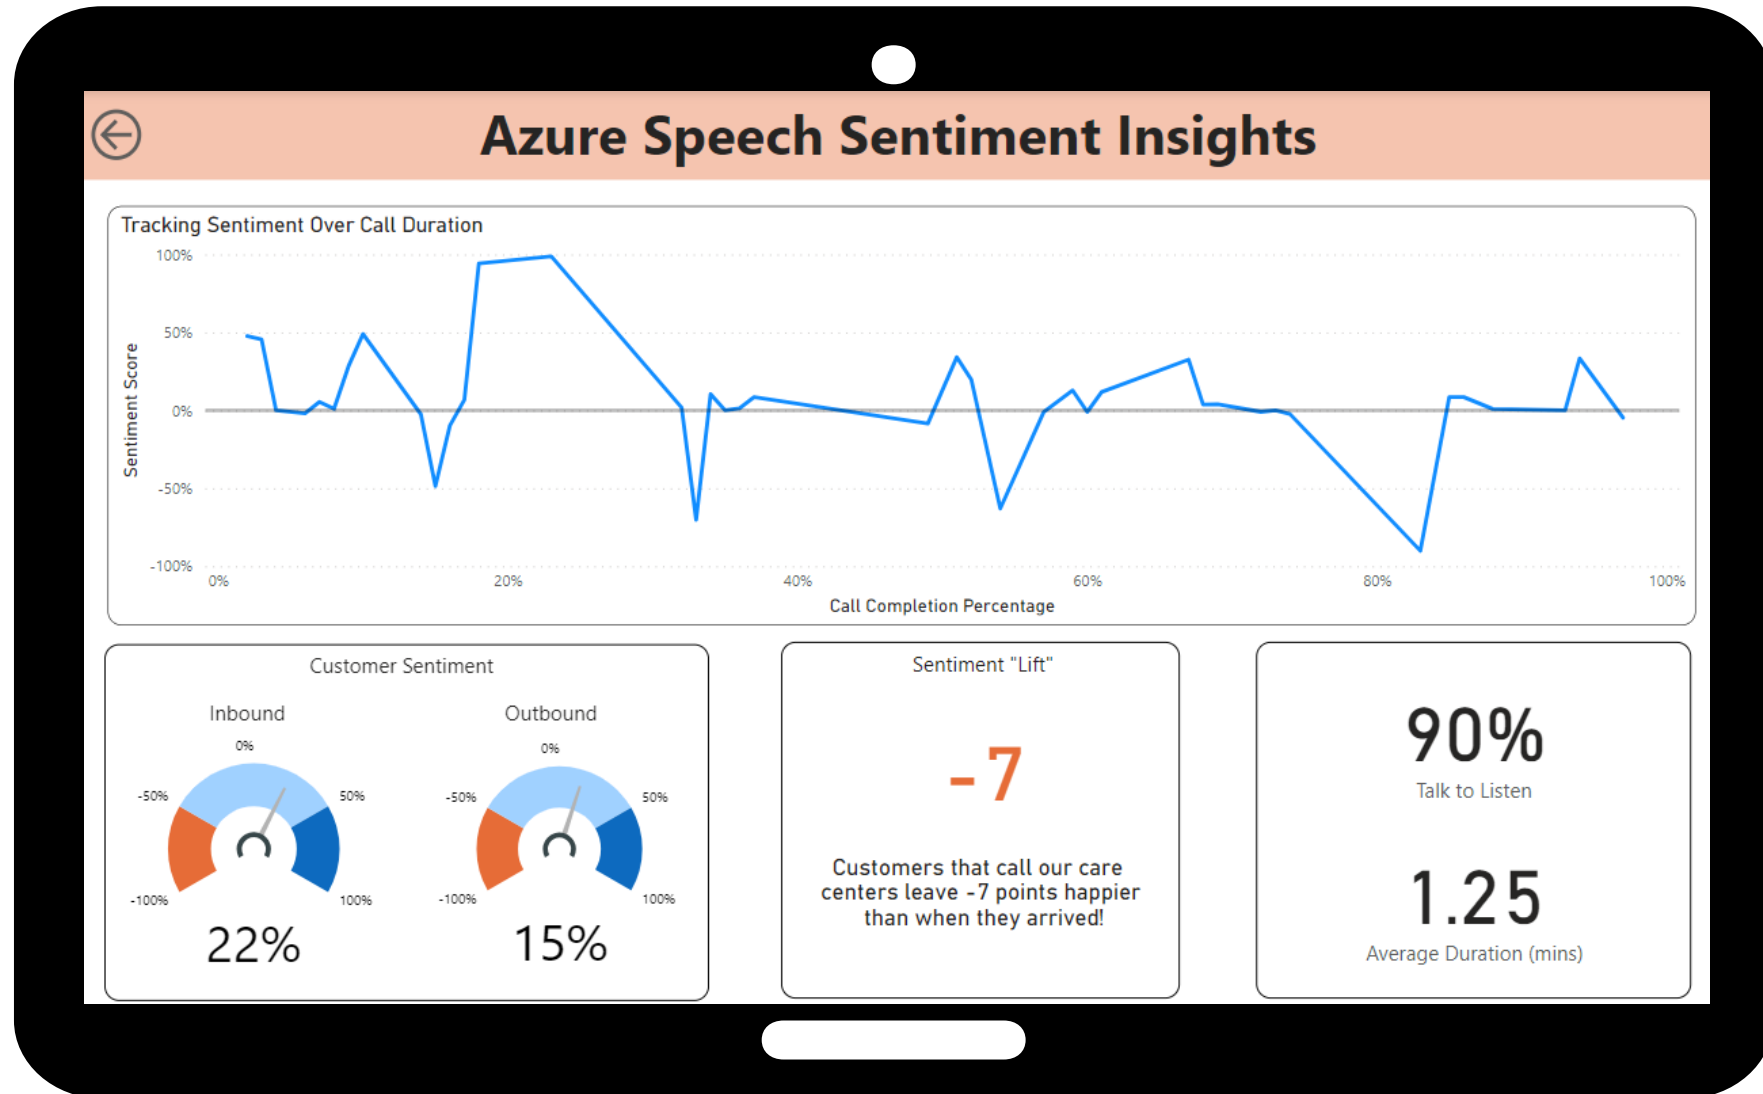 Azure Speech Sentiment Insights
Tracking Sentiment Over Call Duration
Sentiment Score
100%
50%
0%
-50%
-100%
0%
20%
40%
60%
80%
100%
Call Completion Percentage
Customer Sentiment
Inbound
0%
-50%
50%
-100%
100%
22%
Outbound
0%
-50%
50%
-100%
100%
15%
Sentiment "Lift"
-7
Customers that call our care
centers leave -7 points happier
than when they arrived!
90%
Talk to Listen
1.25
Average Duration (mins)